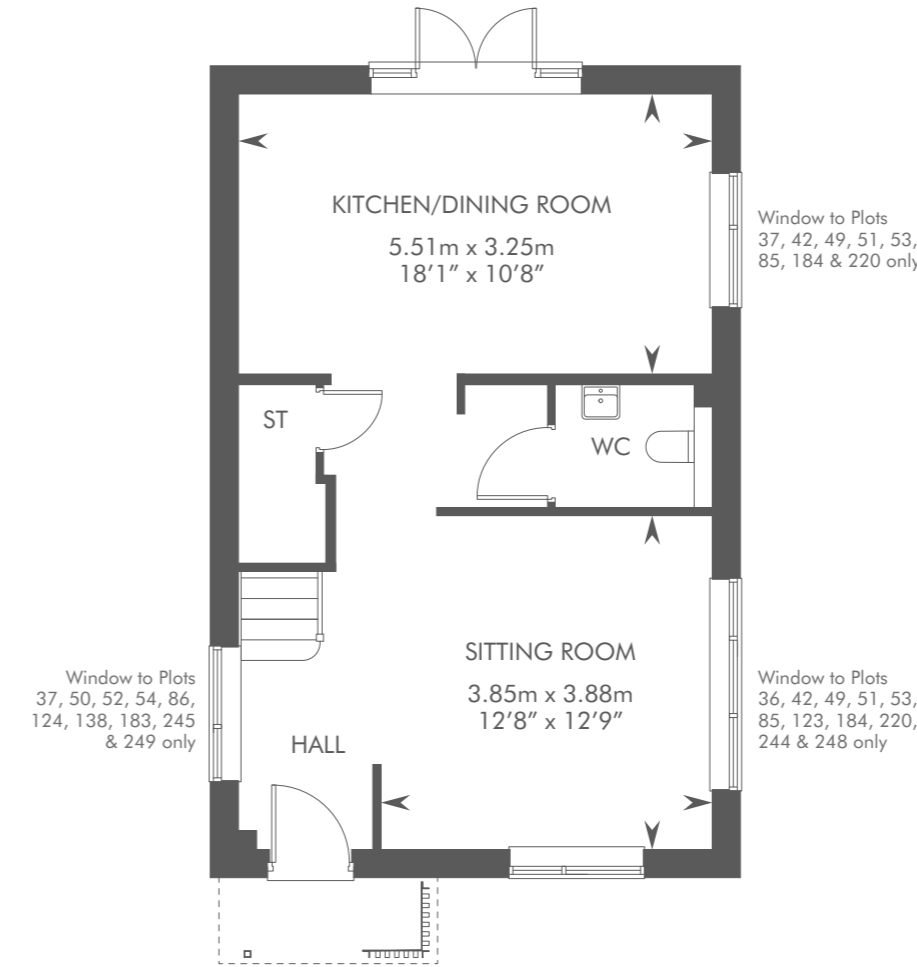 KITCHEN/DINING ROOM
5.51m x 3.25m
18’1” x 10’8”
Window to Plots
37, 42, 49, 51, 53,
85, 184 & 220 only
ST
WC
SITTING ROOM
3.85m x 3.88m
12’8” x 12’9”
Window to Plots
37, 50, 52, 54, 86,
124, 138, 183, 245
& 249 only
HALL
Window to Plots
36, 42, 49, 51, 53,
85, 123, 184, 220,
244 & 248 only